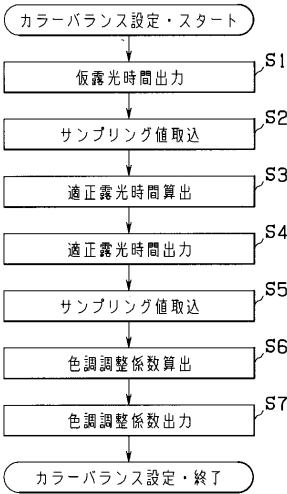 カラーバランス設定・スタート
S1
仮露光時間出力
S2
サンプリング値取込
S3
適正露光時間算出
S4
適正露光時間出力
S5
サンプリング値取込
S6
色調調整係数算出
S7
色調調整係数出力
カラーバランス設定・終了